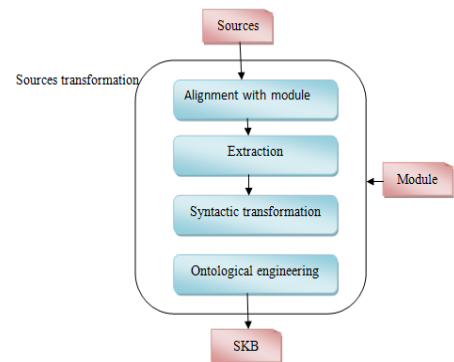 Sources
Sources transformation
Alignment with module
Extraction
Module
Syntactic transformation
Ontological engineering
SKB